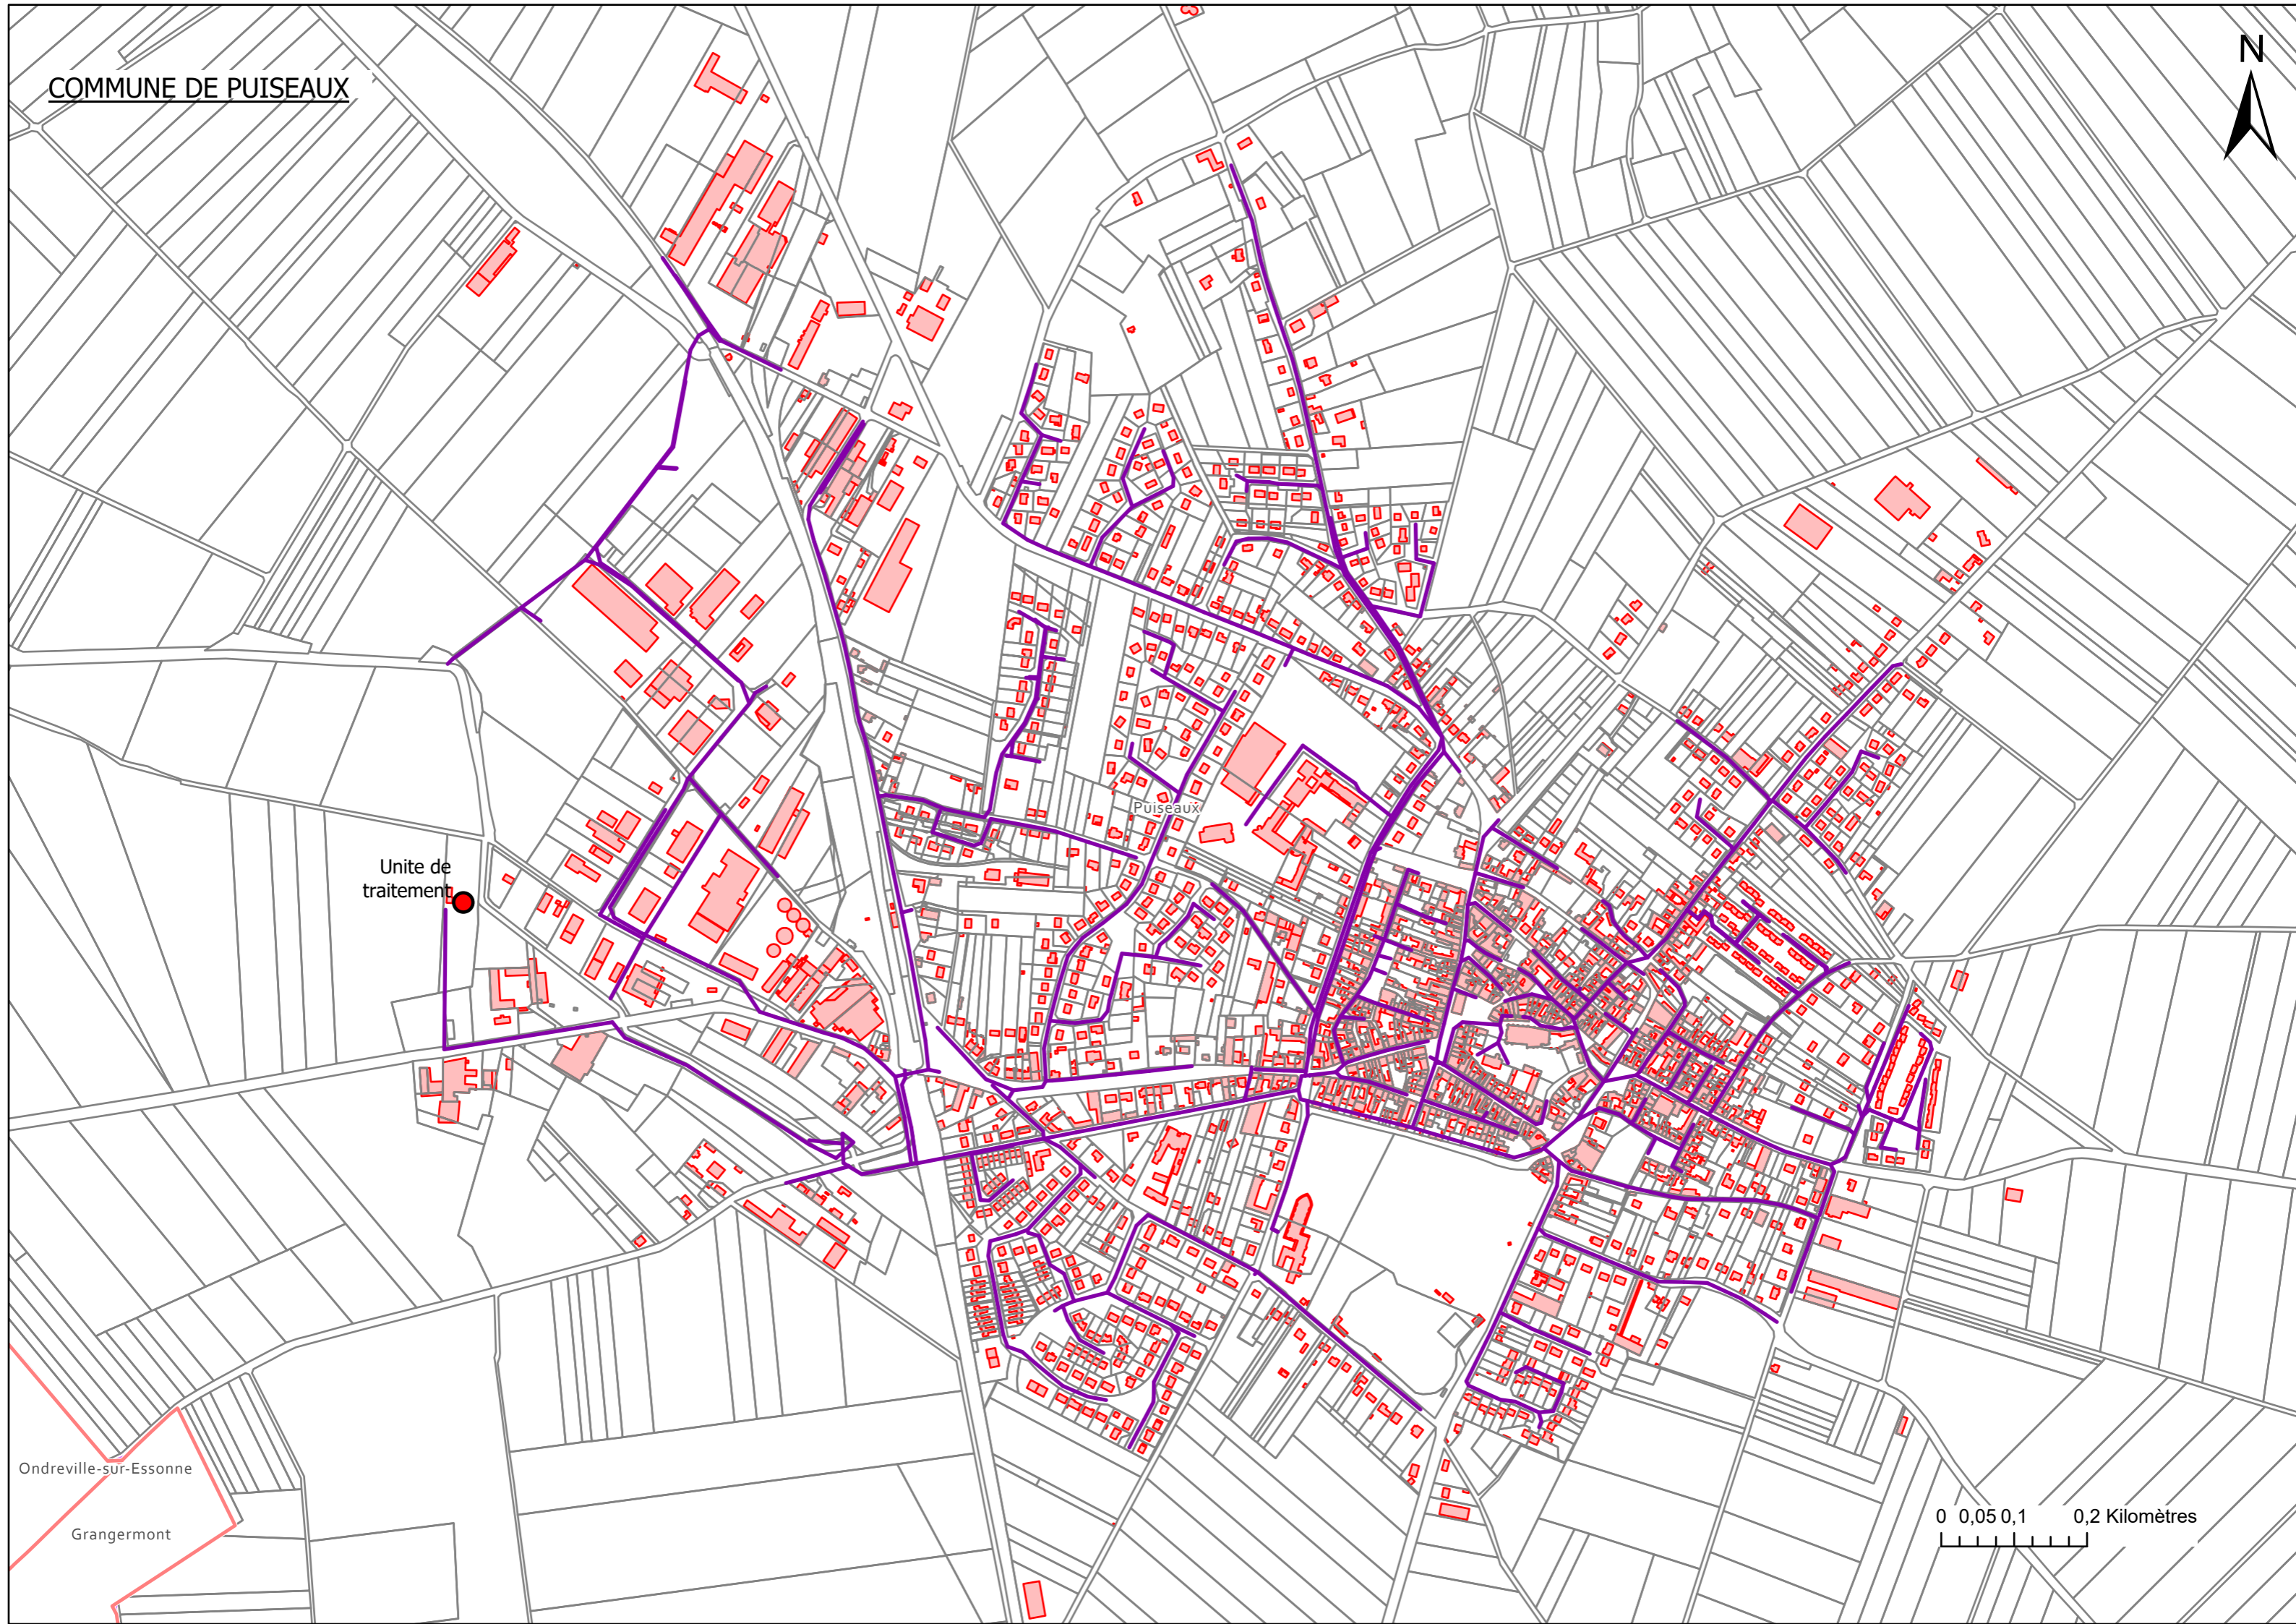 COMMUNE DE PUISEAUX
N
Puiseaux
Unite de
traitement
Ondreville-sur-Essonne
Grangermont
0 0,05 0,1 0,2 Kilomètres